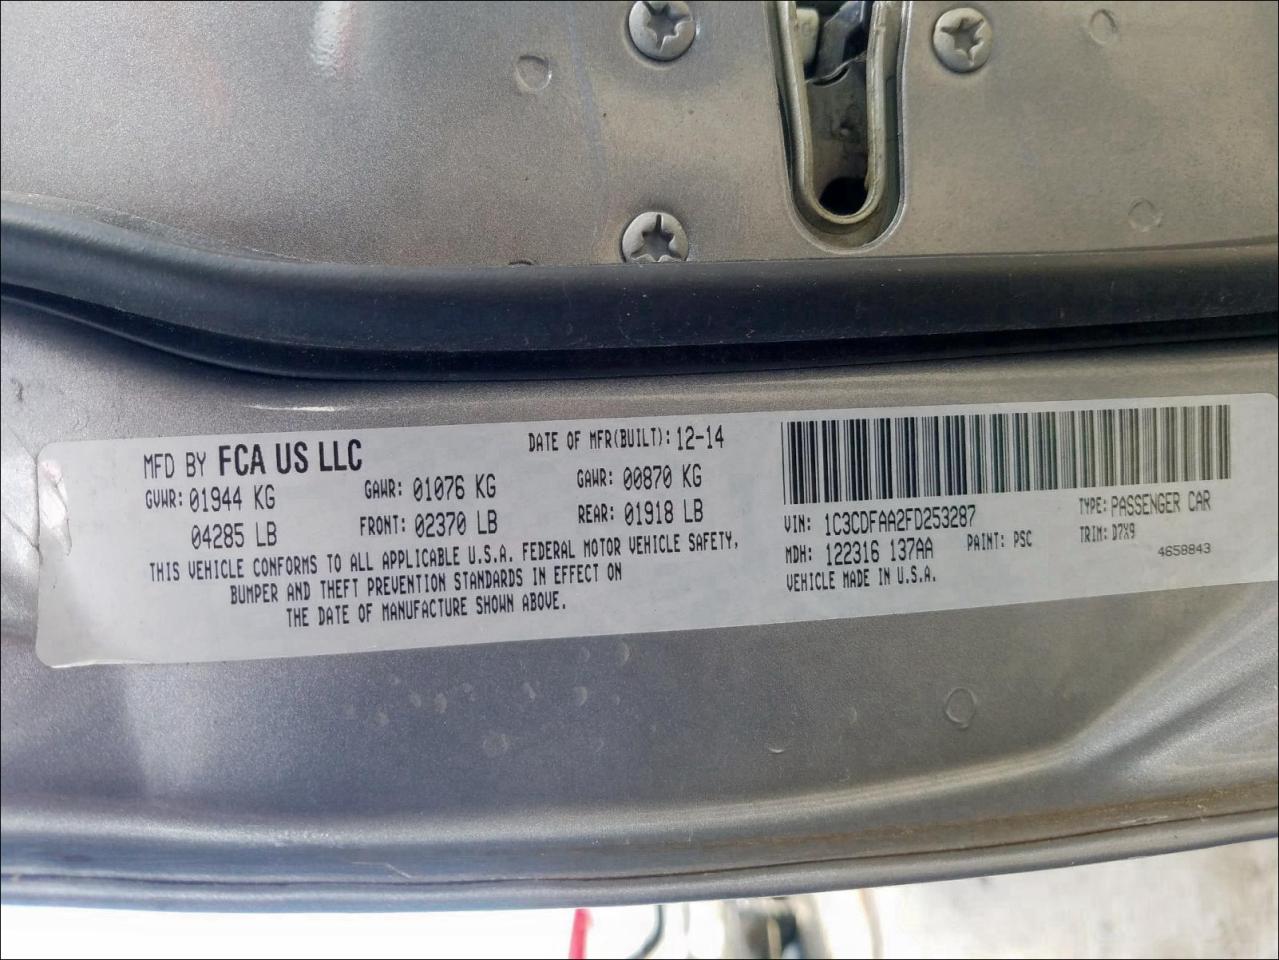 MFD BY FCA US LLC
DATE OF MFR(BUILT): 12-14
GVWR: 01944 KG
GAWR: 01076 KG
GAWR: 00870 KG
04285 LB
FRONT: 02370 LB
REAR: 01918 LB
THIS VEHICLE CONFORMS TO ALL APPLICABLE U.S.A. FEDERAL MOTOR VEHICLE SAFETY,
BUMPER AND THEFT PREVENTION STANDARDS IN EFFECT ON
THE DATE OF MANUFACTURE SHOWN ABOVE.
VIN: 1C3CDFAA2FD253287
TYPE: PASSENGER CAR
MDH: 122316 137AA
PAINT: PSC
TRIM: D7X9
VEHICLE MADE IN U.S.A.
4658843